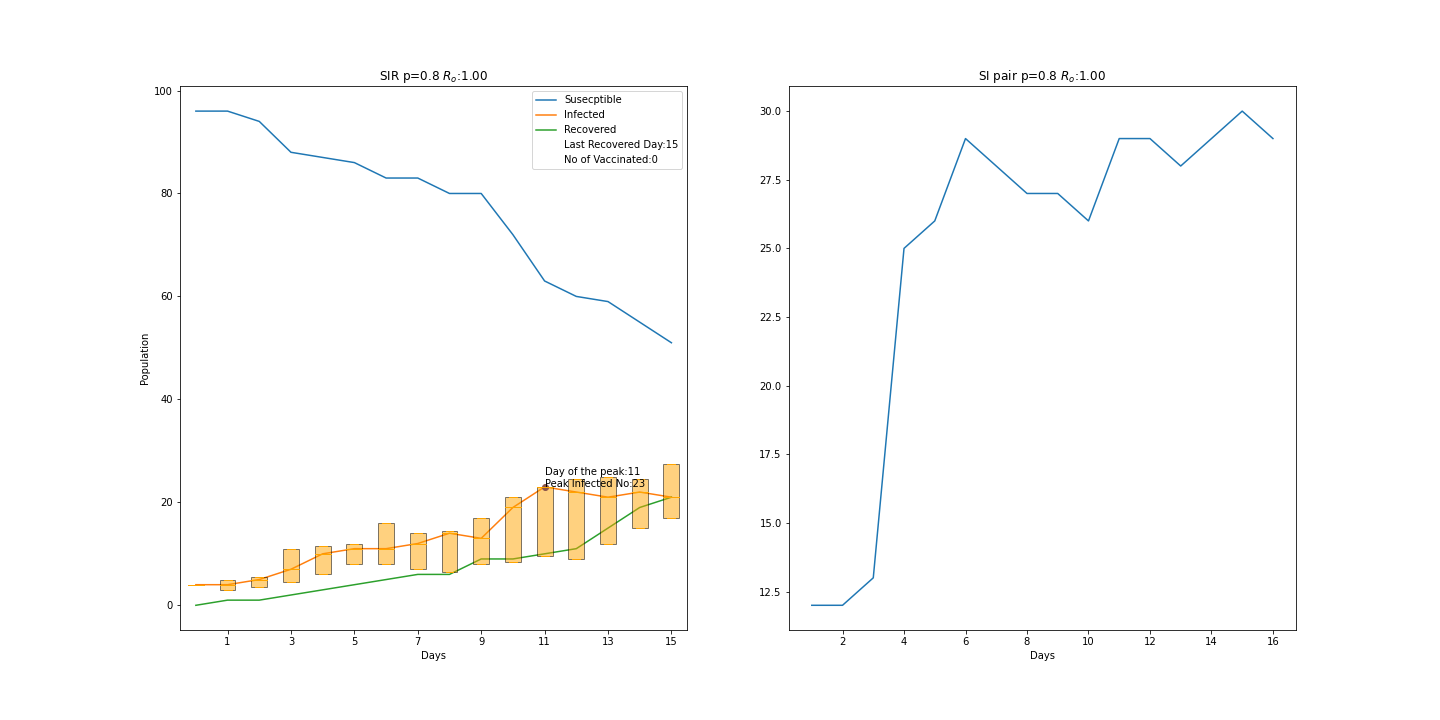 SIR p=0.8 Rₒ:1.00
100
80
60
40
20
0
Population
Susecptible
Infected
Recovered
Last Recovered Day:15
No of Vaccinated:0
Day of the peak:11
Peak Infected No:23
1 3 5 7 9 11 13 15
Days
SI pair p=0.8 Rₒ:1.00
30.0
27.5
25.0
22.5
20.0
17.5
15.0
12.5
2 4 6 8 10 12 14 16
Days